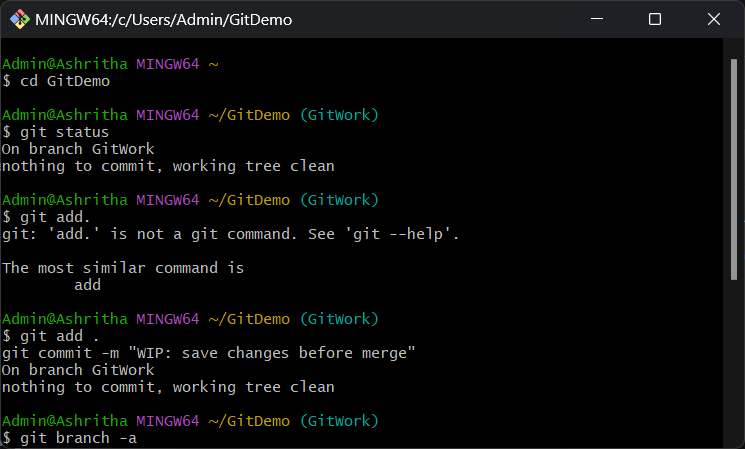 MINGW64:/c/Users/Admin/GitDemo
Admin@Ashritha MINGW64 ~
$ cd GitDemo
Admin@Ashritha MINGW64 ~/GitDemo (GitWork)
$ git status
On branch GitWork
nothing to commit, working tree clean
Admin@Ashritha MINGW64 ~/GitDemo (GitWork)
$ git add.
git: 'add.' is not a git command. See 'git --help'.
The most similar command is
        add
Admin@Ashritha MINGW64 ~/GitDemo (GitWork)
$ git add .
git commit -m "WIP: save changes before merge"
On branch GitWork
nothing to commit, working tree clean
Admin@Ashritha MINGW64 ~/GitDemo (GitWork)
$ git branch -a